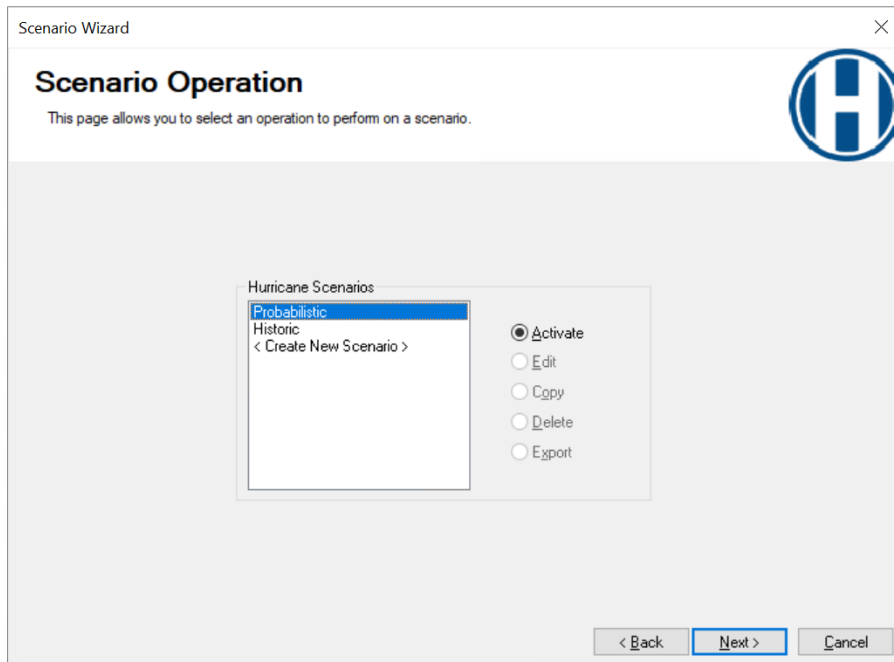 Scenario Wizard
Scenario Operation
This page allows you to select an operation to perform on a scenario.
H
Hurricane Scenarios
Probabilistic
Historic
< Create New Scenario >
Activate
Edit
Copy
Delete
Export
< Back
Next >
Cancel